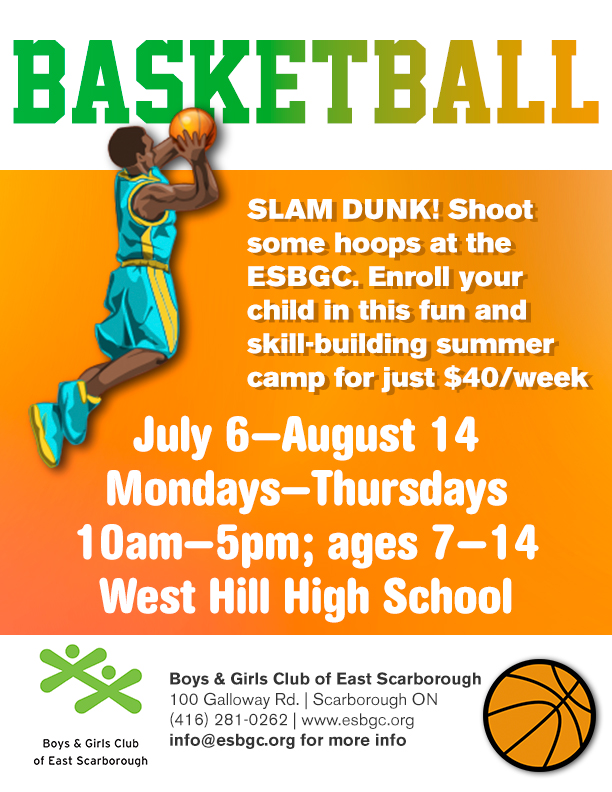 BASKETBALL
SLAM DUNK! Shoot
some hoops at the
ESBGC. Enroll your
child in this fun and
skill-building summer
camp for just $40/week
July 6–August 14
Mondays–Thursdays
10am–5pm; ages 7–14
West Hill High School
Boys & Girls Club
of East Scarborough
Boys & Girls Club of East Scarborough
100 Galloway Rd. | Scarborough ON
(416) 281-0262 | www.esbgc.org
info@esbgc.org for more info